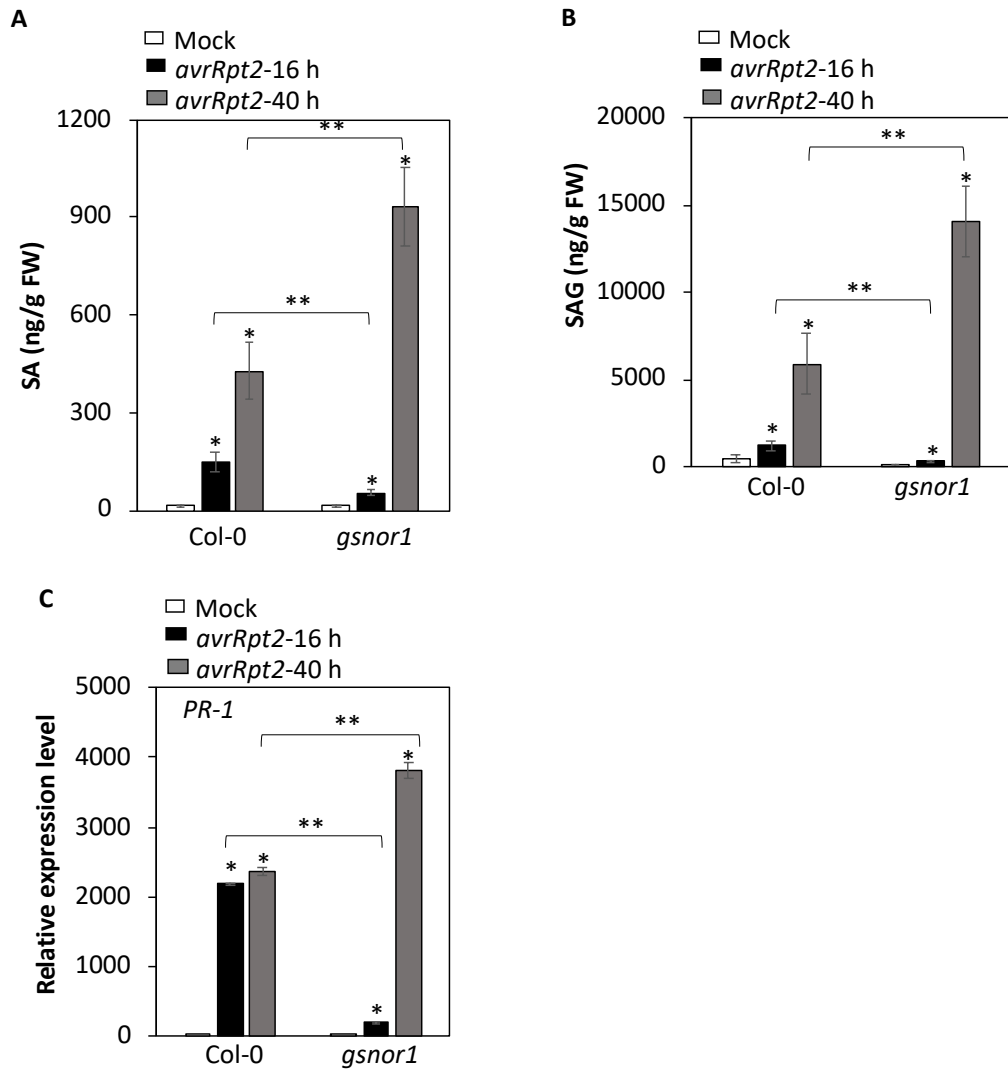 A
Mock
avrRpt2-16 h
avrRpt2-40 h
SA (ng/g FW)
1200
900
600
300
0
**
*
**
*
*
*
Col-0
gsnor1
B
Mock
avrRpt2-16 h
avrRpt2-40 h
SAG (ng/g FW)
20000
15000
10000
5000
0
**
*
**
*
*
*
Col-0
gsnor1
C
Mock
avrRpt2-16 h
avrRpt2-40 h
Relative expression level
5000
4000
3000
2000
1000
0
PR-1
**
*
**
*
*
*
Col-0
gsnor1